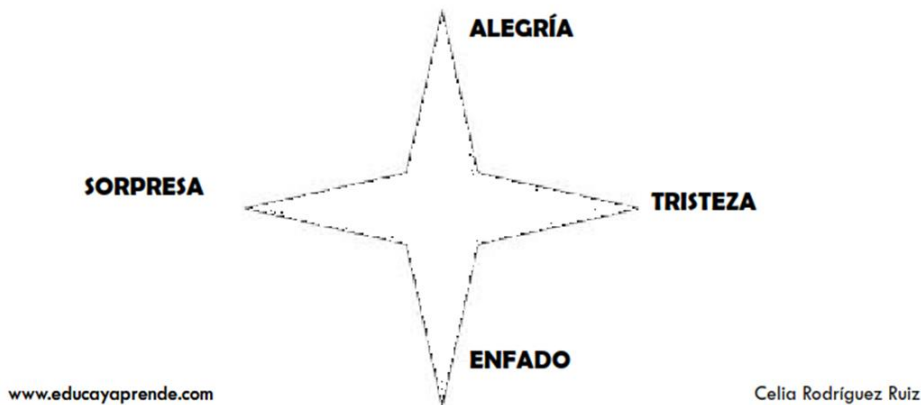 ALEGRÍA
SORPRESA
TRISTEZA
ENFADO
www.educayaprende.com
Celia Rodríguez Ruiz